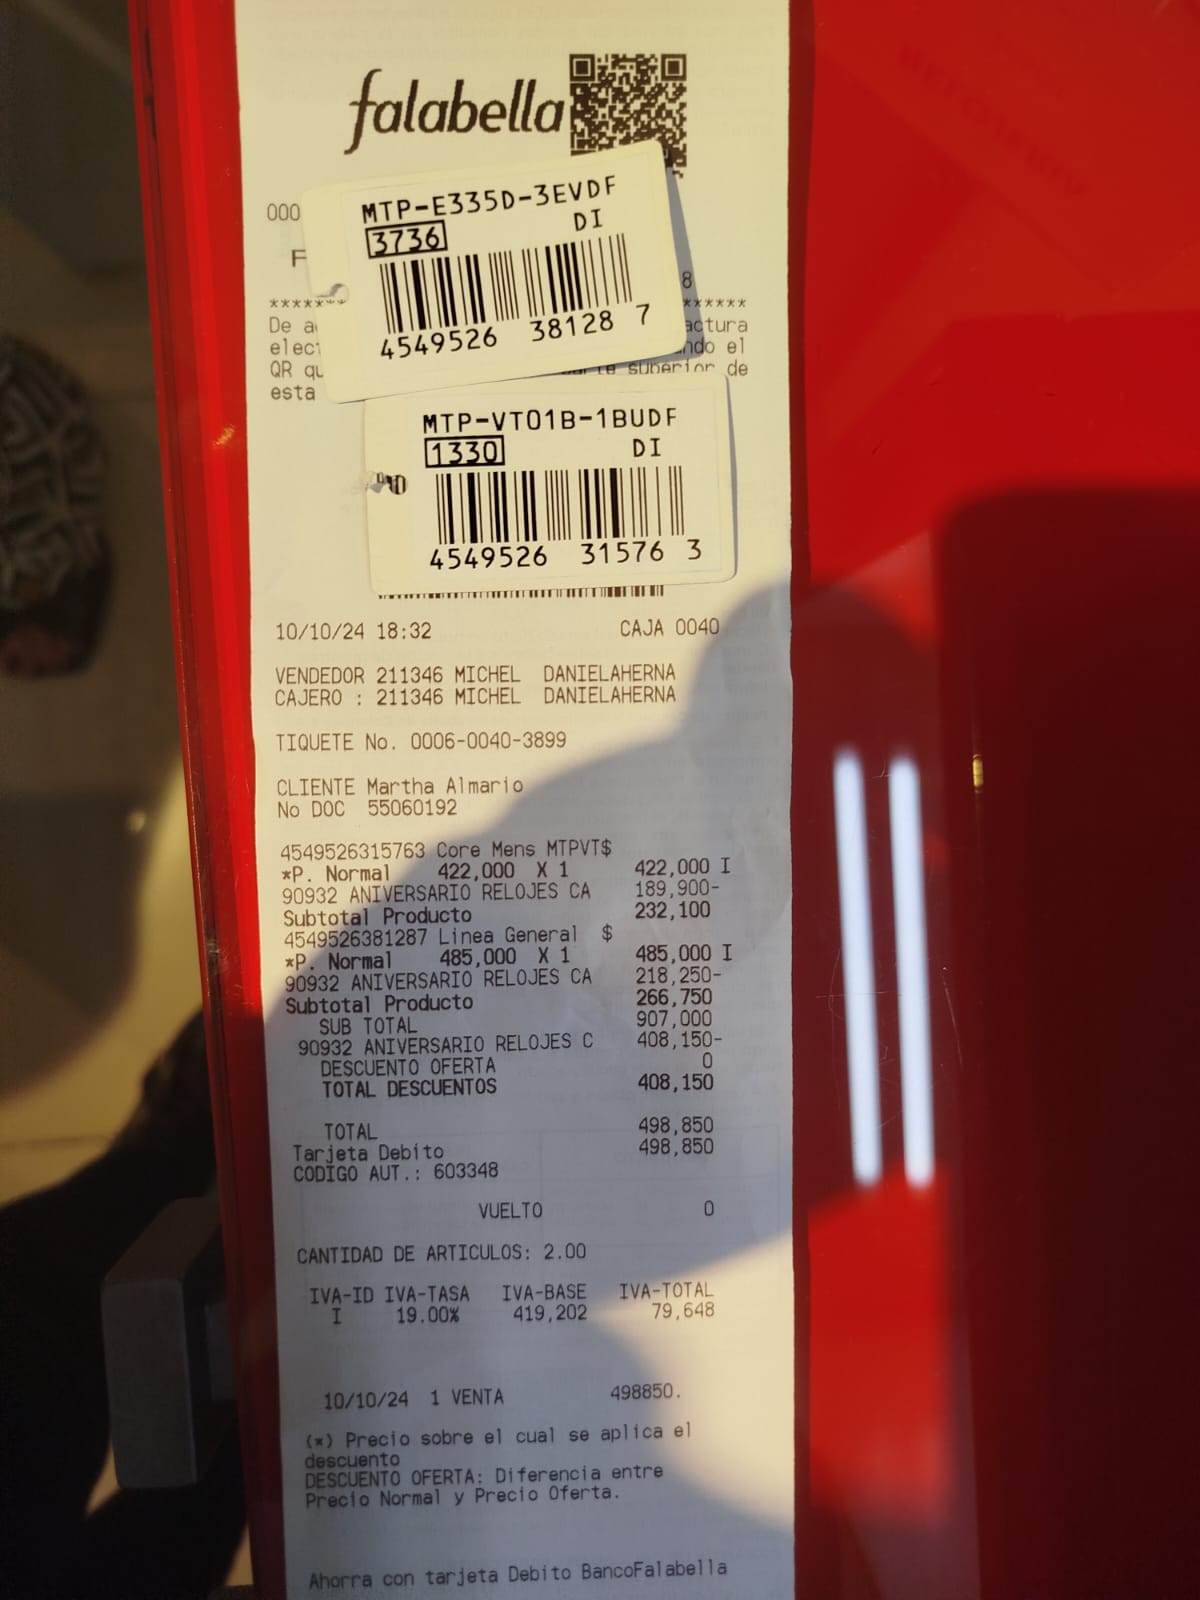 falabella
MTP-E335D-3EVDF
3736 DI
4549526 38128 7
000
F 8
******* ******
De a actura
elec ndo el
QR qu te superior de
esta
MTP-VT01B-1BUDF
1330 DI
4549526 31576 3
10/10/24 18:32 CAJA 0040
VENDEDOR 211346 MICHEL DANIELAHERNA
CAJERO : 211346 MICHEL DANIELAHERNA
TIQUETE No. 0006-0040-3899
CLIENTE Martha Almario
No DOC 55060192
4549526315763 Core Mens MTPVT$
*P. Normal 422,000 X 1 422,000 I
90932 ANIVERSARIO RELOJES CA 189,900-
Subtotal Producto 232,100
4549526381287 Linea General $
*P. Normal 485,000 X 1 485,000 I
90932 ANIVERSARIO RELOJES CA 218,250-
Subtotal Producto 266,750
SUB TOTAL 907,000
90932 ANIVERSARIO RELOJES C 408,150-
DESCUENTO OFERTA 0
TOTAL DESCUENTOS 408,150
TOTAL 498,850
Tarjeta Debito 498,850
CODIGO AUT.: 603348
VUELTO 0
CANTIDAD DE ARTICULOS: 2.00
IVA-ID IVA-TASA IVA-BASE IVA-TOTAL
I 19.00% 419,202 79,648
10/10/24 1 VENTA 498850.
(*) Precio sobre el cual se aplica el
descuento
DESCUENTO OFERTA: Diferencia entre
Precio Normal y Precio Oferta.
Ahorra con tarjeta Debito BancoFalabella